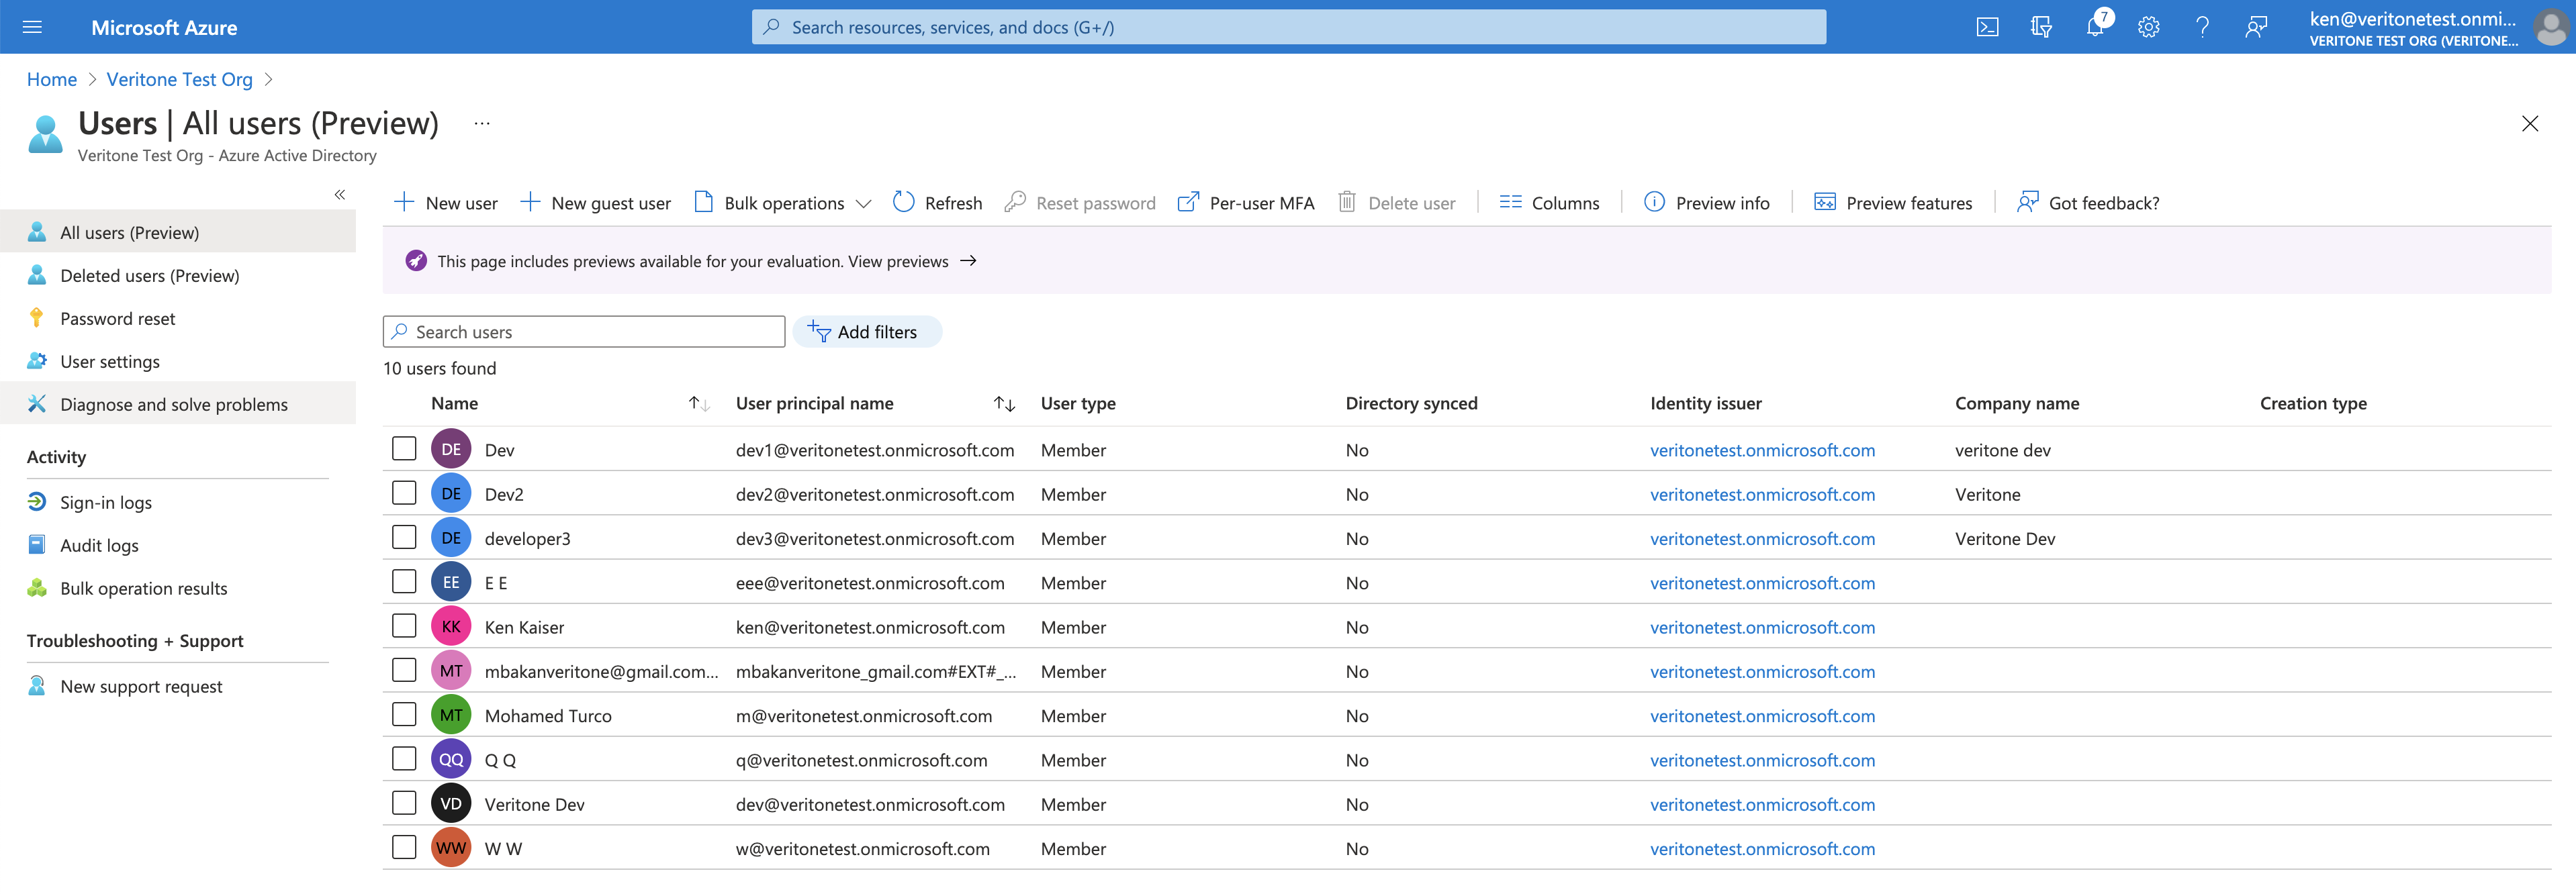 Microsoft Azure
Search resources, services, and docs (G+/)
7
ken@veritonetest.onmi...
VERITONE TEST ORG (VERITONE...
Home > Veritone Test Org >
Users | All users (Preview) ...
Veritone Test Org - Azure Active Directory
«
All users (Preview)
Deleted users (Preview)
Password reset
User settings
Diagnose and solve problems
Activity
Sign-in logs
Audit logs
Bulk operation results
Troubleshooting + Support
New support request
New user New guest user Bulk operations Refresh Reset password Per-user MFA Delete user Columns Preview info Preview features Got feedback?
This page includes previews available for your evaluation. View previews →
Search users Add filters
10 users found
Name User principal name User type Directory synced Identity issuer Company name Creation type
DE Dev dev1@veritonetest.onmicrosoft.com Member No veritonetest.onmicrosoft.com veritone dev
DE Dev2 dev2@veritonetest.onmicrosoft.com Member No veritonetest.onmicrosoft.com Veritone
DE developer3 dev3@veritonetest.onmicrosoft.com Member No veritonetest.onmicrosoft.com Veritone Dev
EE E E eee@veritonetest.onmicrosoft.com Member No veritonetest.onmicrosoft.com
KK Ken Kaiser ken@veritonetest.onmicrosoft.com Member No veritonetest.onmicrosoft.com
MT mbakanveritone@gmail.com... mbakanveritone_gmail.com#EXT#_... Member No veritonetest.onmicrosoft.com
MT Mohamed Turco m@veritonetest.onmicrosoft.com Member No veritonetest.onmicrosoft.com
QQ Q Q q@veritonetest.onmicrosoft.com Member No veritonetest.onmicrosoft.com
VD Veritone Dev dev@veritonetest.onmicrosoft.com Member No veritonetest.onmicrosoft.com
WW W W w@veritonetest.onmicrosoft.com Member No veritonetest.onmicrosoft.com